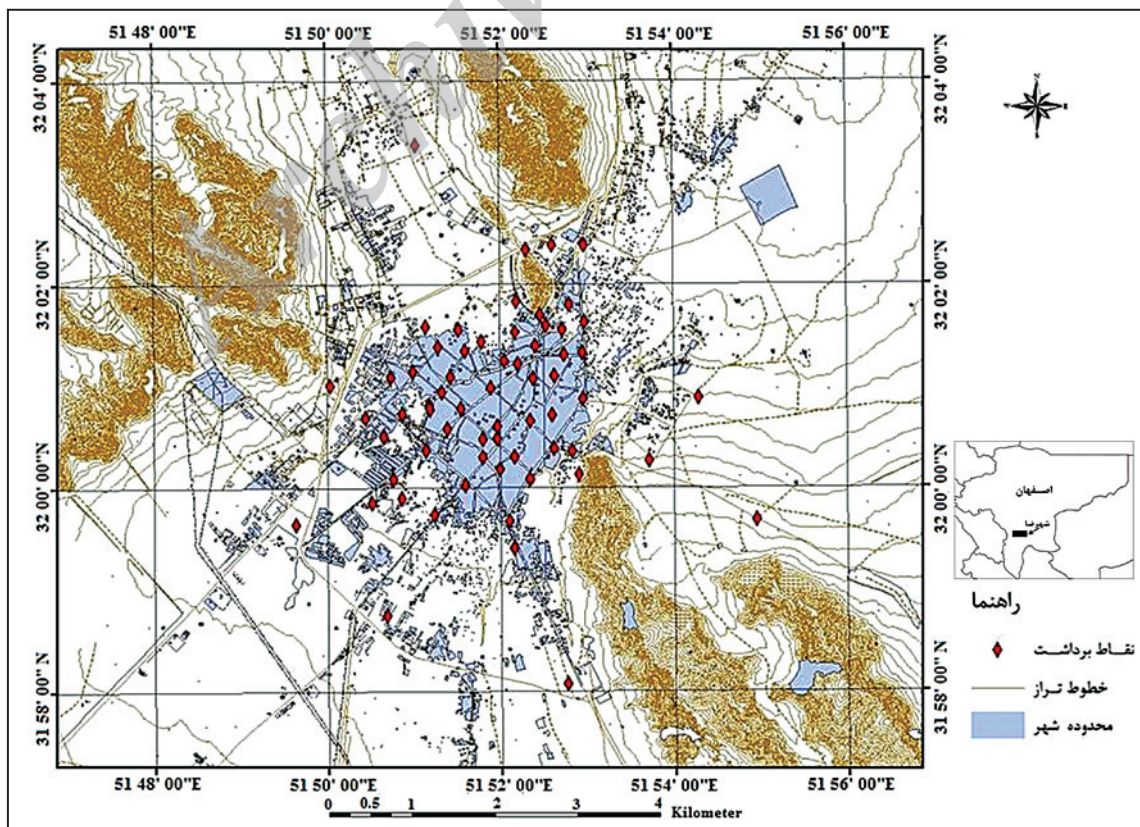 51 48' 00"E 51 50' 00"E 51 52' 00"E 51 54' 00"E 51 56' 00"E
32 04' 00" N 32 04' 00" N
32 02' 00" N 32 02' 00" N
32 00' 00" N 32 00' 00" N
31 58' 00" N 31 58' 00" N
51 48' 00"E 51 50' 00"E 51 52' 00"E 51 54' 00"E 51 56' 00"E
0 0.5 1 2 3 4 Kilometer
اصفهان
شهرضا
راهنما
نقـاط برداشـت
خطوط تـراز
محدوده شهر
Archiv